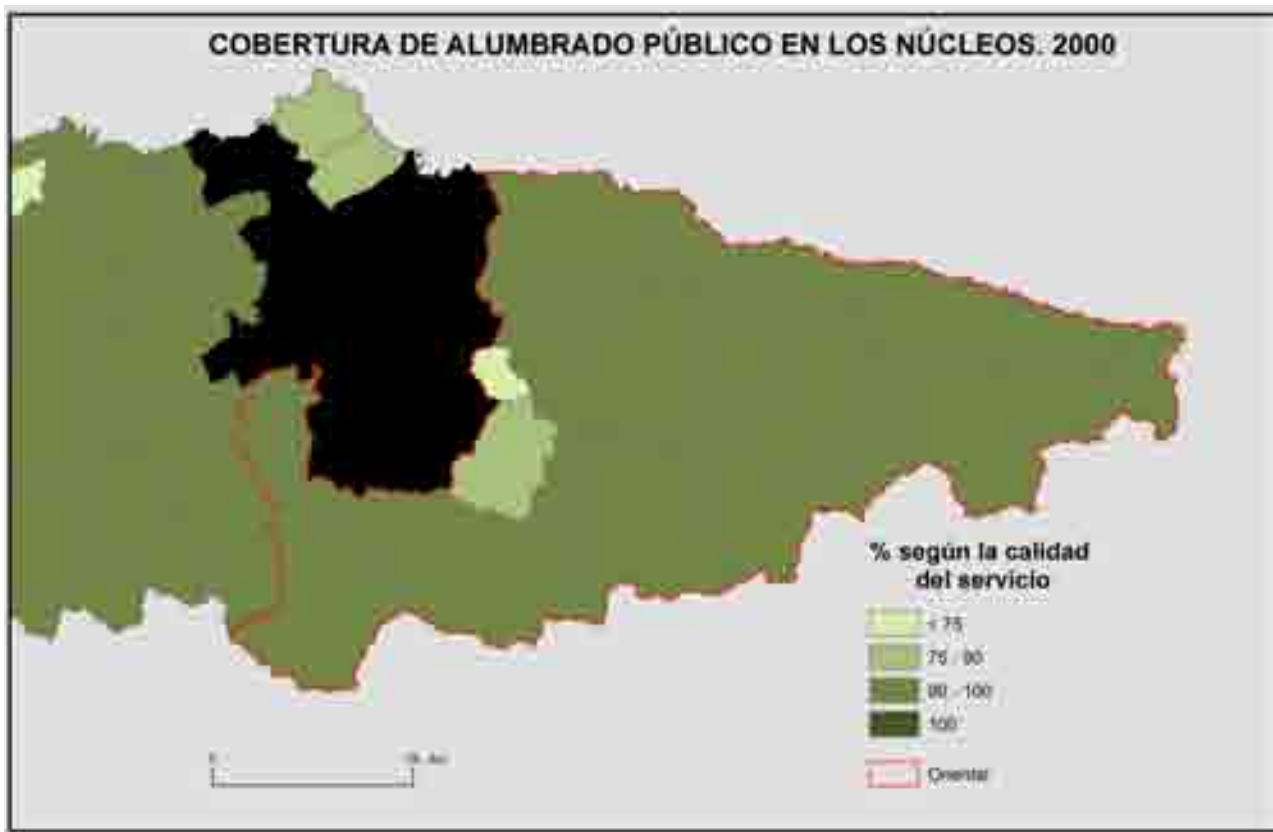 COBERTURA DE ALUMBRADO PÚBLICO EN LOS NÚCLEOS. 2000
% según la calidad
del servicio
< 75
75 - 90
90 - 100
100
Oriental
0